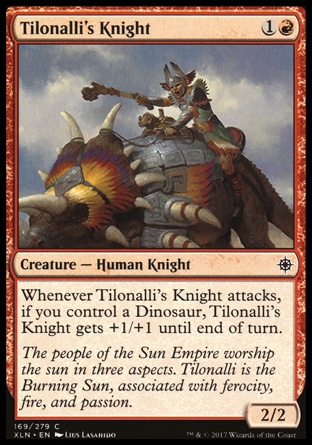 Tilonalli's Knight 1
Creature — Human Knight
Whenever Tilonalli's Knight attacks,
if you control a Dinosaur, Tilonalli's
Knight gets +1/+1 until end of turn.
The people of the Sun Empire worship
the sun in three aspects. Tilonalli is the
Burning Sun, associated with ferocity,
fire, and passion.
2/2
169/279 C
XLN • EN Lius Lasahido
™ & © 2017 Wizards of the Coast